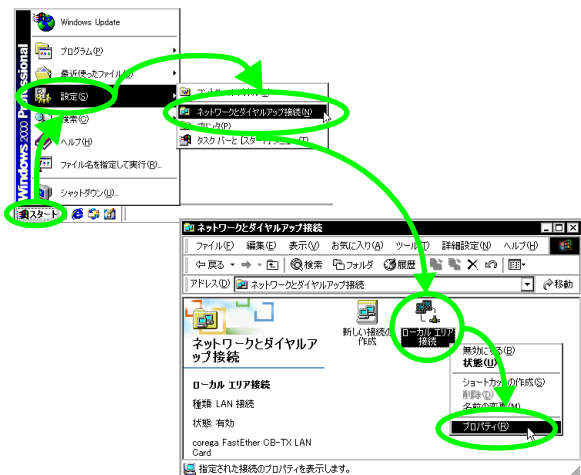 Windows Update
プログラム(P)
最近使ったファイル(D)
設定(S)
検索(C)
ヘルプ(H)
ファイル名を指定して実行(R)...
シャットダウン(U)...
Windows 2000 Professional
スタート
ネットワークとダイヤルアップ接続(N)
プリンタ(P)
タスク バーと [スタート] メニュー(T)
ネットワークとダイヤルアップ接続
ファイル(F) 編集(E) 表示(V) お気に入り(A) ツール(T) 詳細設定(N) ヘルプ(H)
戻る 検索 フォルダ 履歴
アドレス(D) ネットワークとダイヤルアップ接続 移動
ネットワークとダイヤルア
ップ接続
ローカル エリア接続
種類: LAN 接続
状態: 有効
corega FastEther CB-TX LAN
Card
新しい接続の
作成
ローカル エリア
接続
無効にする(B)
状態(U)
ショートカットの作成(S)
削除(D)
名前の変更(M)
プロパティ(R)
指定された接続のプロパティを表示します。